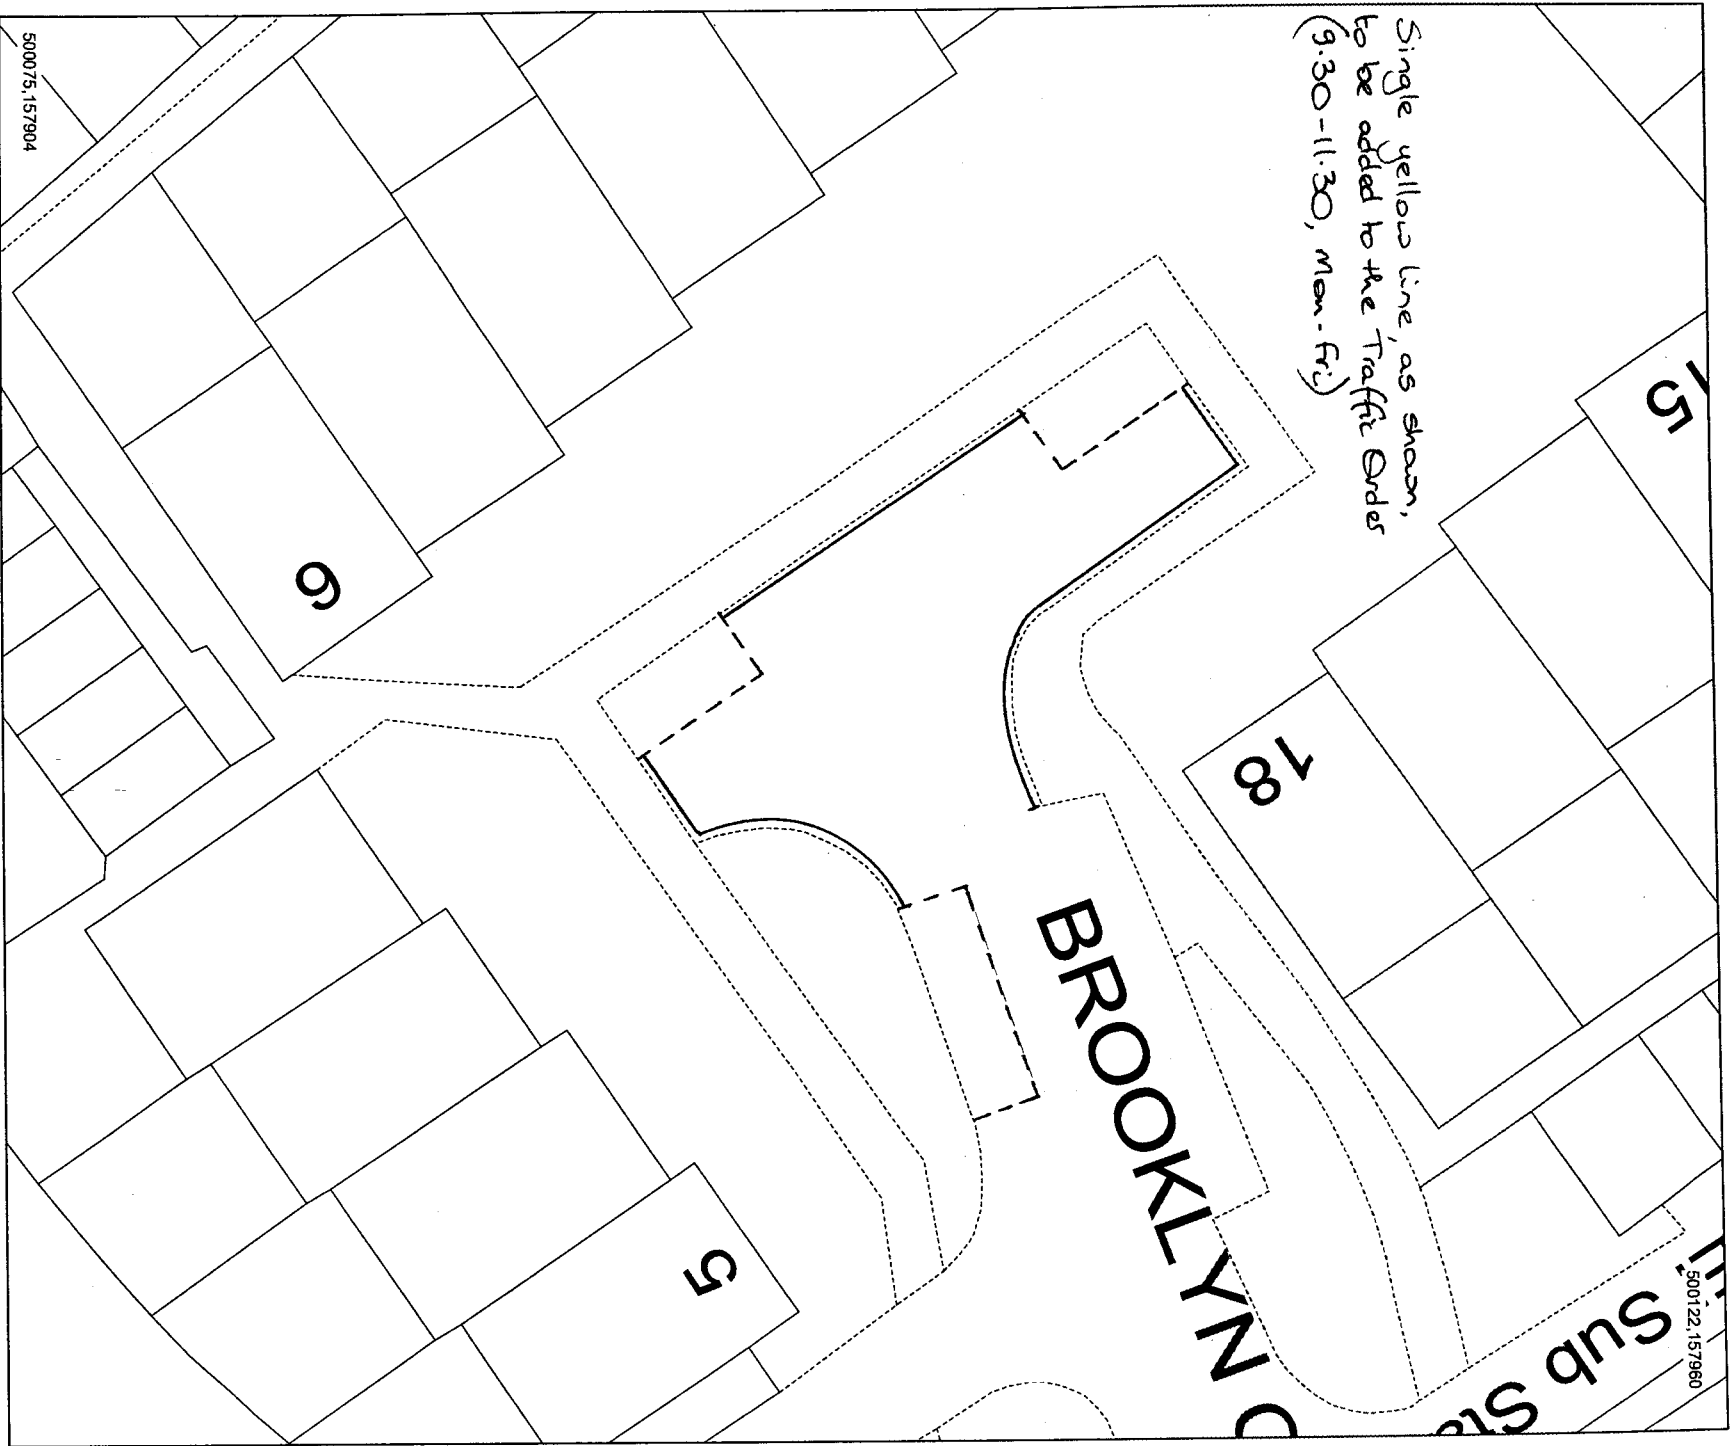 Single yellow line, as shown,
to be added to the Traffic Order
(9.30-11.30, Mon-Fri)
15
18
6
5
BROOKLYN C
Sub Sta
500075,157904
500122,157960